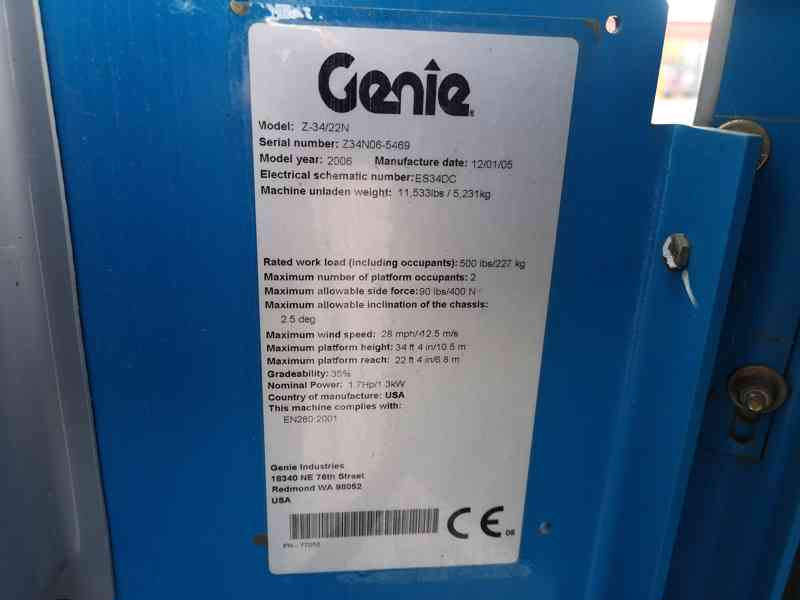 Genie
Model: Z-34/22N
Serial number: Z34N06-5469
Model year: 2006 Manufacture date: 12/01/05
Electrical schematic number:ES34DC
Machine unladen weight: 11,533lbs / 5,231kg
Rated work load (including occupants): 500 lbs/227 kg
Maximum number of platform occupants: 2
Maximum allowable side force:90 lbs/400 N
Maximum allowable inclination of the chassis:
2.5 deg
Maximum wind speed: 28 mph/12.5 m/s
Maximum platform height: 34 ft 4 in/10.5 m
Maximum platform reach: 22 ft 4 in/6.8 m
Gradeability: 35%
Nominal Power: 1.7Hp/1.3kW
Country of manufacture: USA
This machine complies with:
EN280:2001
Genie Industries
18340 NE 76th Street
Redmond WA 98052
USA
CE 06